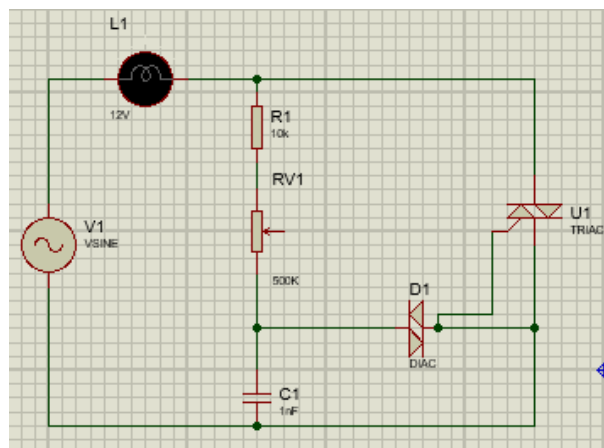 L1
12V
R1
10k
RV1
500K
V1
VSINE
U1
TRIAC
D1
DIAC
C1
1nF